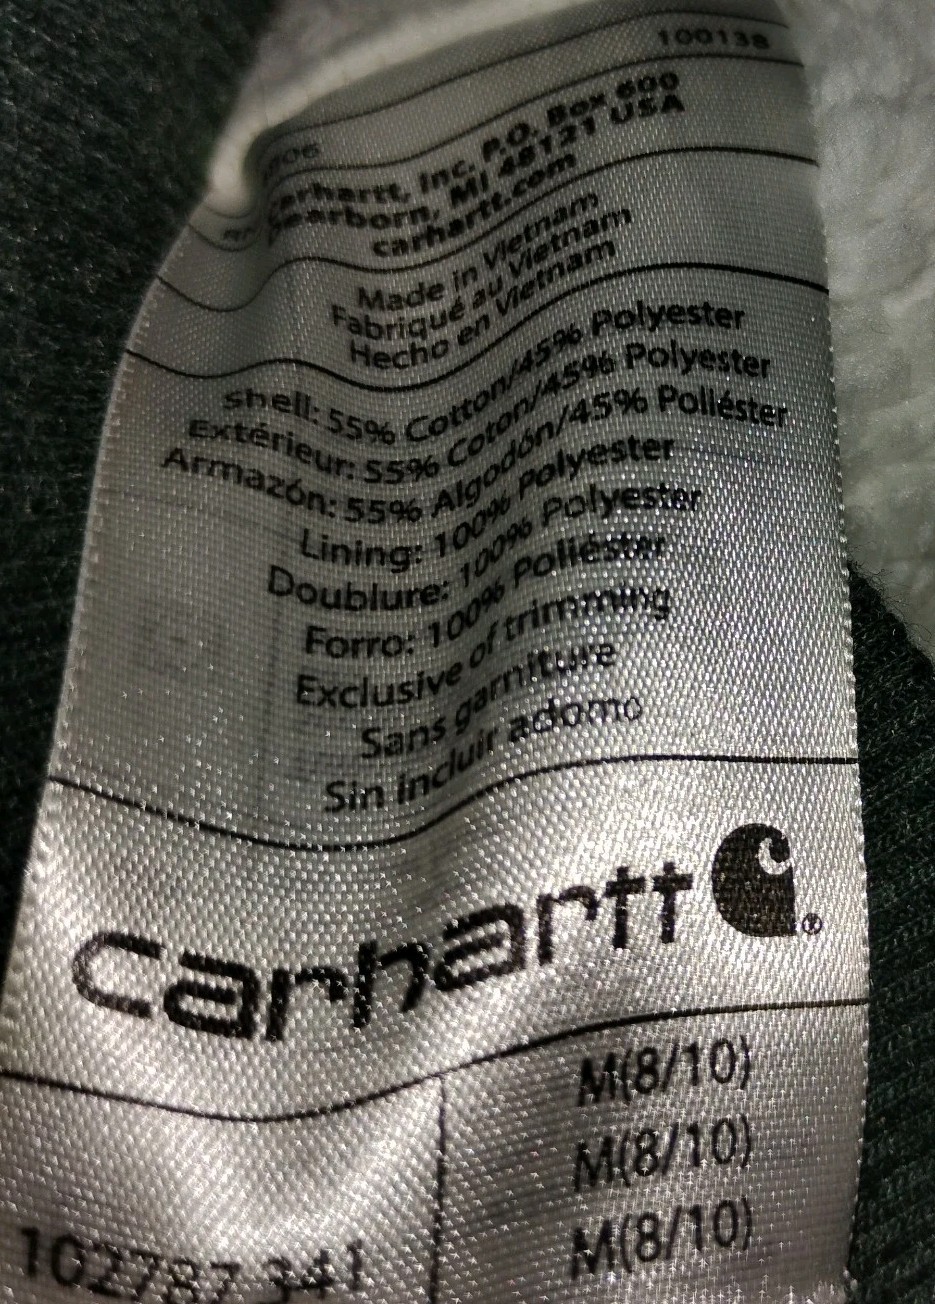 100138
Carhartt, Inc. P.O. Box 600
Dearborn, MI 48121 USA
carhartt.com
Made in Vietnam
Fabriqué au Vietnam
Hecho en Vietnam
shell: 55% Cotton/45% Polyester
Extérieur: 55% Coton/45% Polyester
Armazón: 55% Algodón/45% Poliéster
Lining: 100% Polyester
Doublure: 100% Polyester
Forro: 100% Poliéster
Exclusive of trimming
Sans garniture
Sin incluir adorno
carhartt ®
M(8/10)
M(8/10)
M(8/10)
102787 341